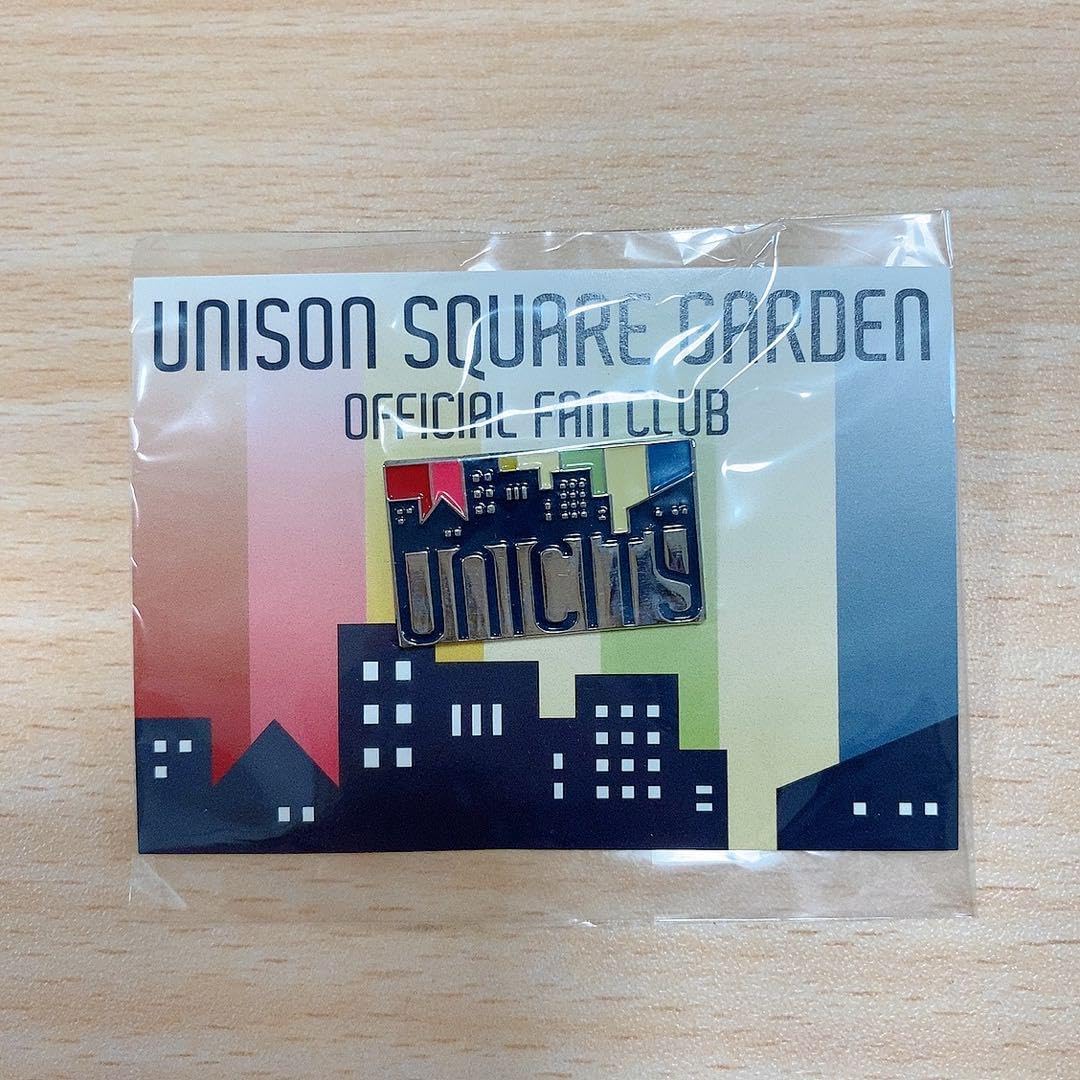 UNISON SQUARE GARDEN
OFFICIAL FAN CLUB
UNICITY